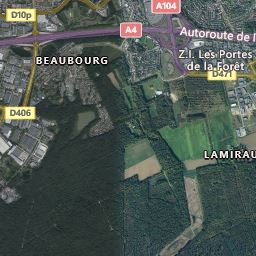 D10p
A104
A4
Autoroute de l
BEAUBOURG
Z.I. Les Portes
de la Forêt
D471
D406
LAMIRAU